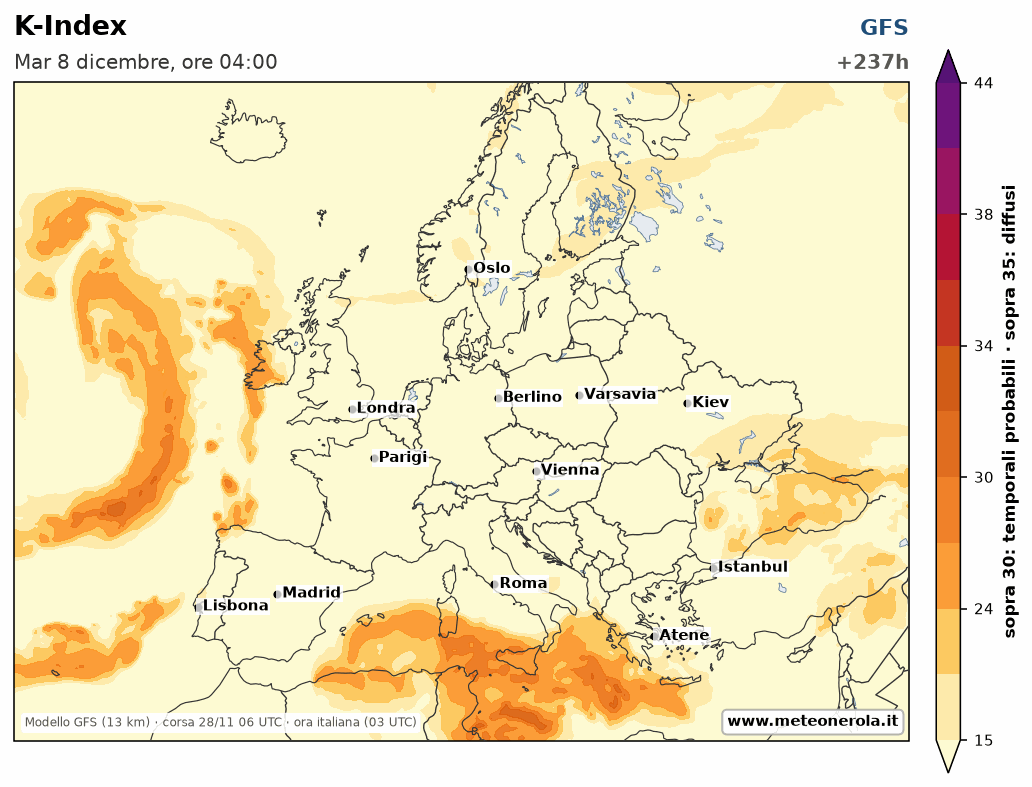 K-Index
GFS
Mar 8 dicembre, ore 04:00
+237h
44
38
34
30
24
15
sopra 30: temporali probabili · sopra 35: diffusi
Oslo
Berlino
Varsavia
Kiev
Londra
Parigi
Vienna
Istanbul
Roma
Madrid
Lisbona
Atene
Modello GFS (13 km) · corsa 28/11 06 UTC · ora italiana (03 UTC)
www.meteonerola.it